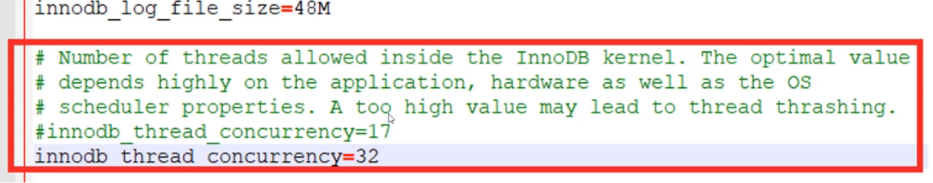 innodb_log_file_size=48M
# Number of threads allowed inside the InnoDB kernel. The optimal value
# depends highly on the application, hardware as well as the OS
# scheduler properties. A too high value may lead to thread thrashing.
#innodb_thread_concurrency=17
innodb_thread_concurrency=32